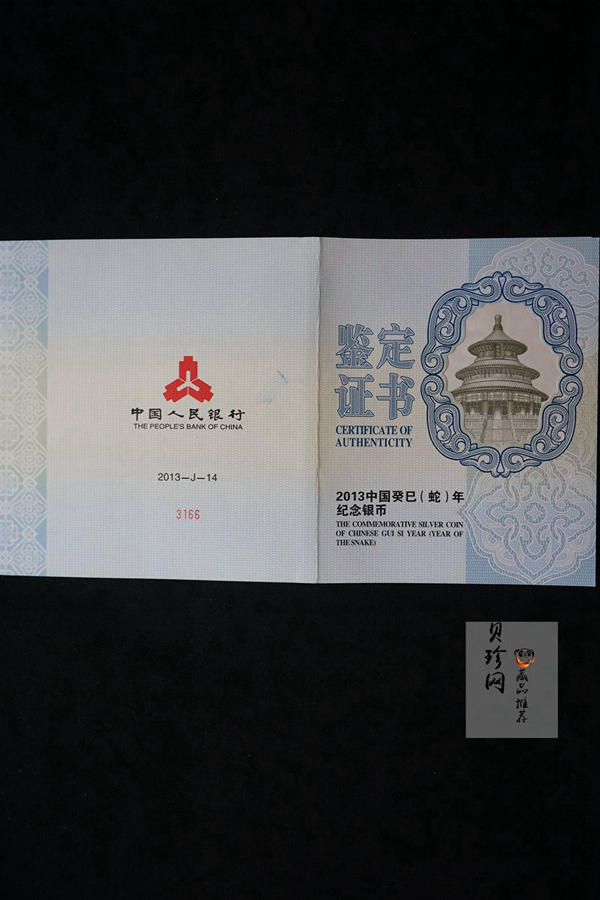 中国人民银行
THE PEOPLE'S BANK OF CHINA
2013-J-14
3166
鉴定
证书
CERTIFICATE OF
AUTHENTICITY
2013中国癸巳（蛇）年
纪念银币
THE COMMEMORATIVE SILVER COIN
OF CHINESE GUI SI YEAR (YEAR OF
THE SNAKE)
贝珍网
藏品推荐